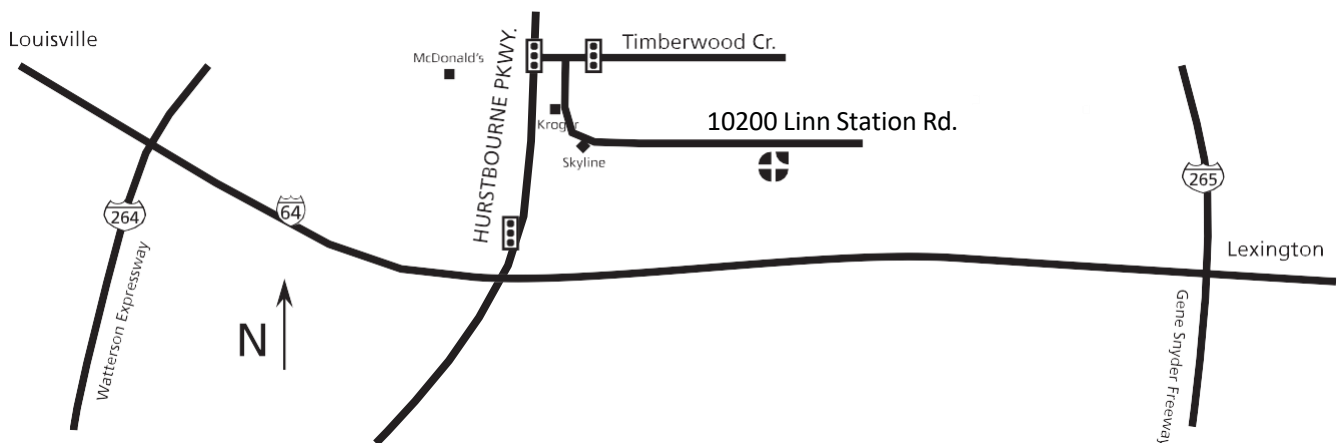 Louisville
McDonald's
HURSTBOURNE PKWY.
Timberwood Cr.
Kroger
Skyline
10200 Linn Station Rd.
264
Watterson Expressway
64
N
265
Lexington
Gene Snyder Freeway